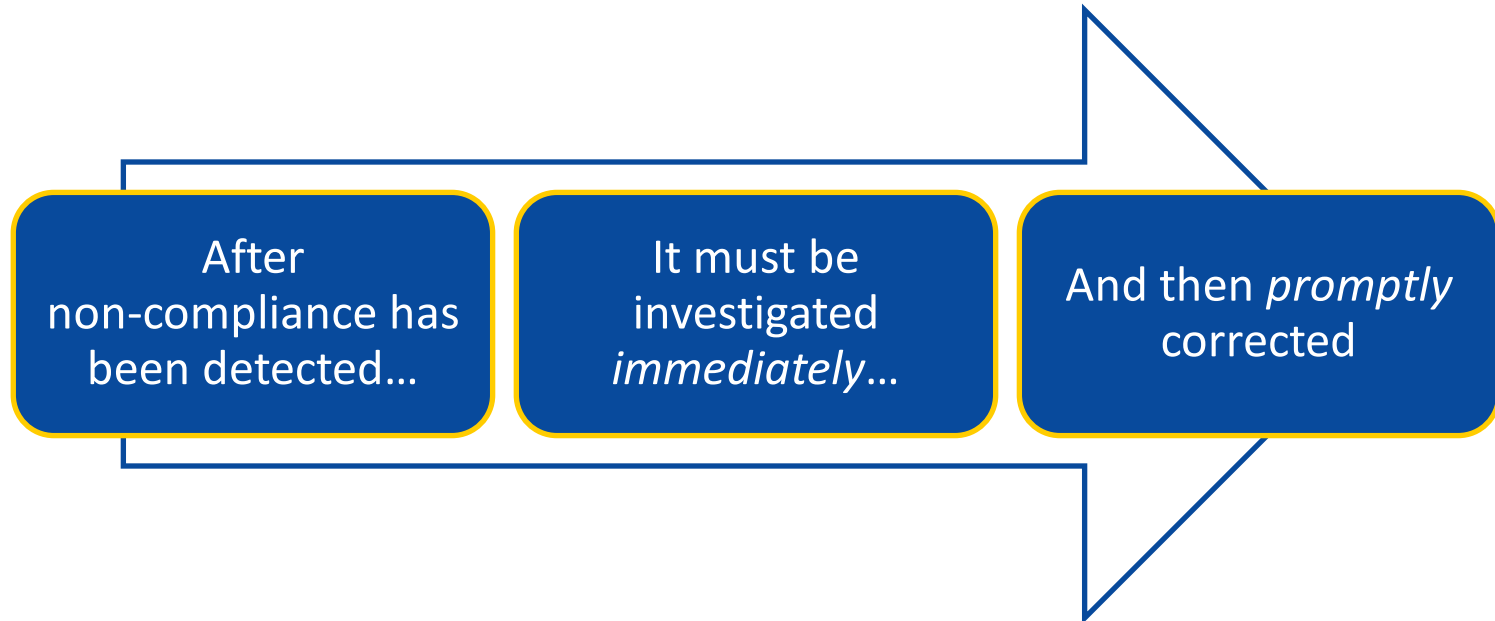 After
non-compliance has
been detected…
It must be
investigated
immediately…
And then promptly
corrected